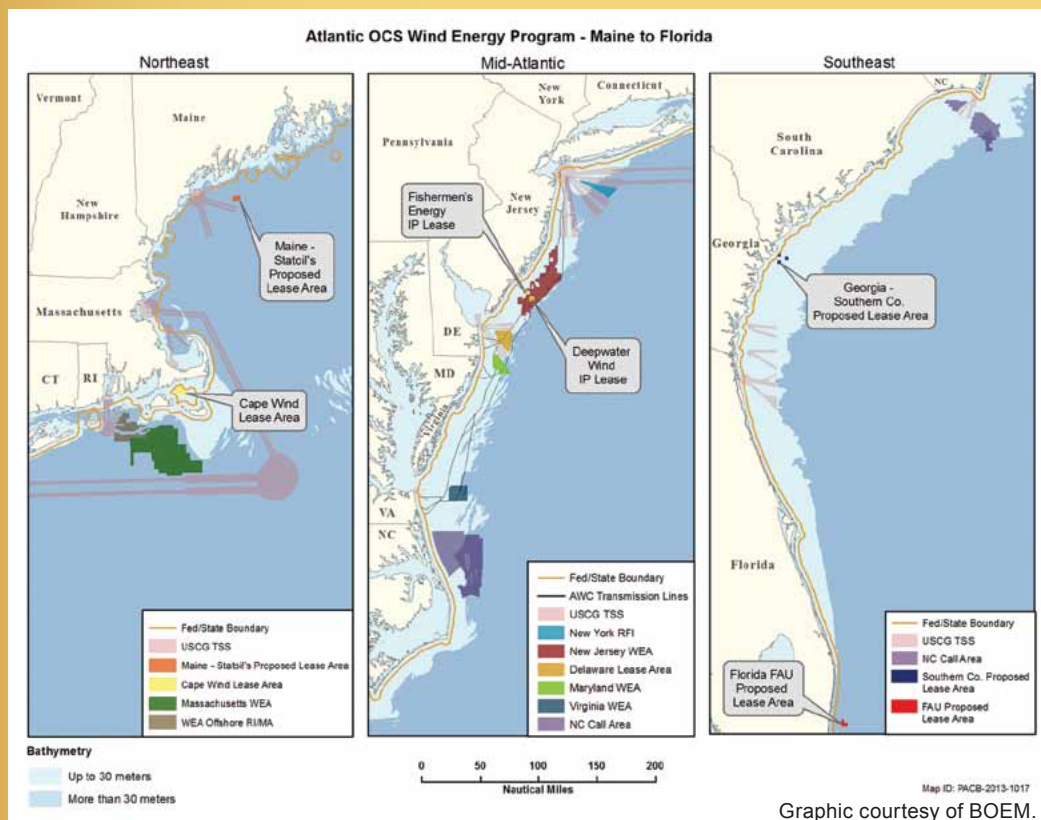 Atlantic OCS Wind Energy Program - Maine to Florida
Northeast
Vermont
Maine
New
Hampshire
Maine -
Statoil's
Proposed
Lease Area
Massachusetts
CT
RI
Cape Wind
Lease Area
Fed/State Boundary
USCG TSS
Maine - Statoil's Proposed Lease Area
Cape Wind Lease Area
Massachusetts WEA
WEA Offshore RI/MA
Mid-Atlantic
New
York
Connecticut
Pennsylvania
New
Jersey
Fishermen's
Energy
IP Lease
DE
MD
Deepwater
Wind
IP Lease
Virginia
VA
NC
Fed/State Boundary
AWC Transmission Lines
USCG TSS
New York RFI
New Jersey WEA
Delaware Lease Area
Maryland WEA
Virginia WEA
NC Call Area
Southeast
NC
South
Carolina
Georgia
Georgia -
Southern Co.
Proposed Lease Area
Florida
Florida FAU
Proposed
Lease Area
Fed/State Boundary
USCG TSS
NC Call Area
Southern Co. Proposed
Lease Area
FAU Proposed
Lease Area
Bathymetry
Up to 30 meters
More than 30 meters
0 50 100 150 200
Nautical Miles
Map ID: PACB-2013-1017
Graphic courtesy of BOEM.